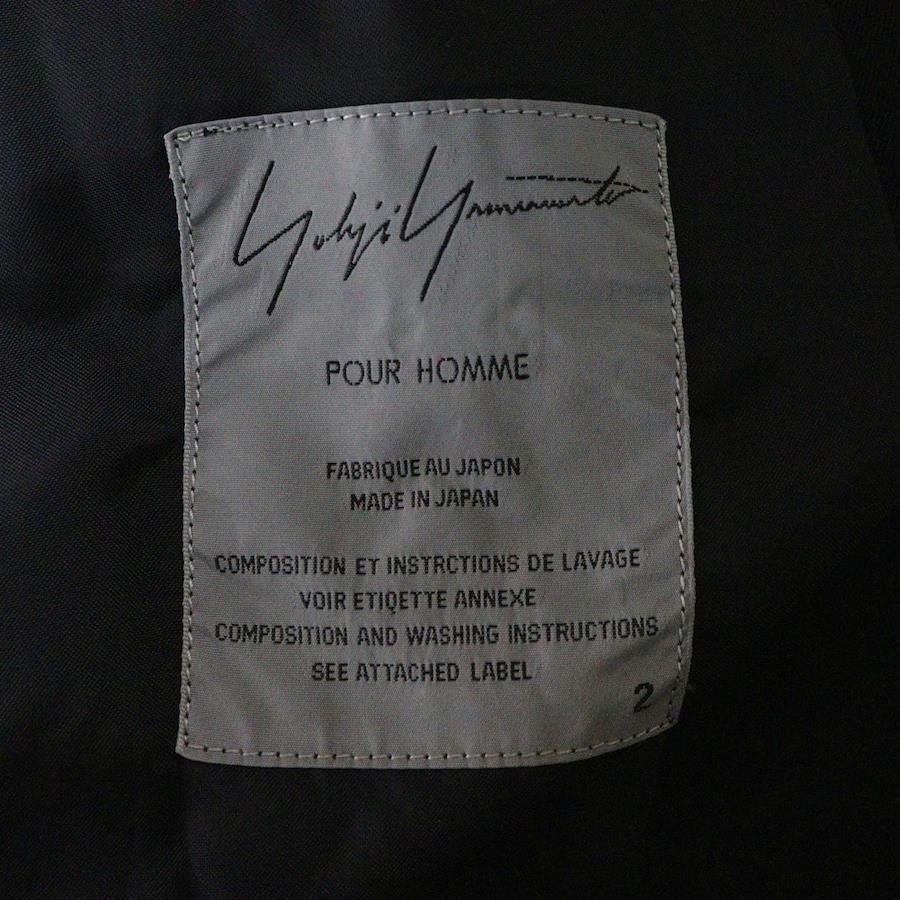 Yohji Yamamoto
POUR HOMME
FABRIQUE AU JAPON
MADE IN JAPAN
COMPOSITION ET INSTRCTIONS DE LAVAGE
VOIR ETIQETTE ANNEXE
COMPOSITION AND WASHING INSTRUCTIONS
SEE ATTACHED LABEL
2